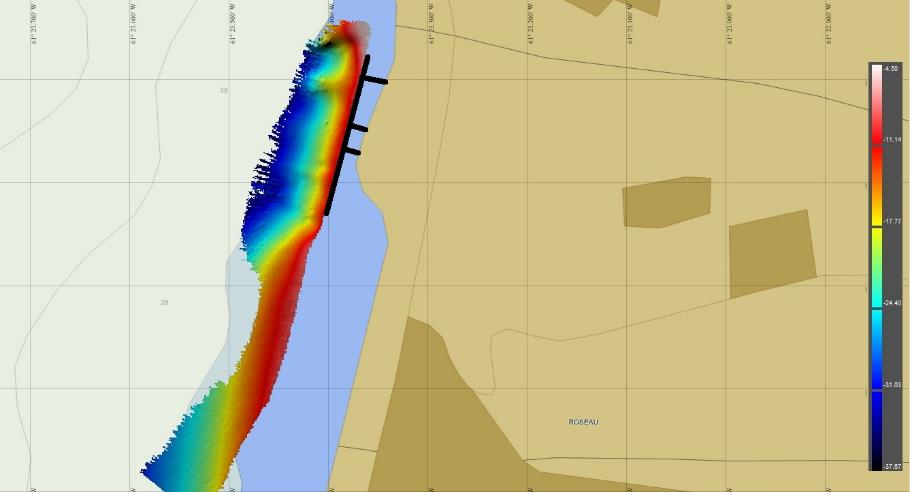 61° 23.700' W
61° 23.600' W
61° 23.500' W
61° 23.300' W
61° 23.200' W
61° 23.100' W
61° 23.000' W
61° 22.900' W
38
28
ROSEAU
-4.50
-11.14
-17.77
-24.40
-31.03
-37.67